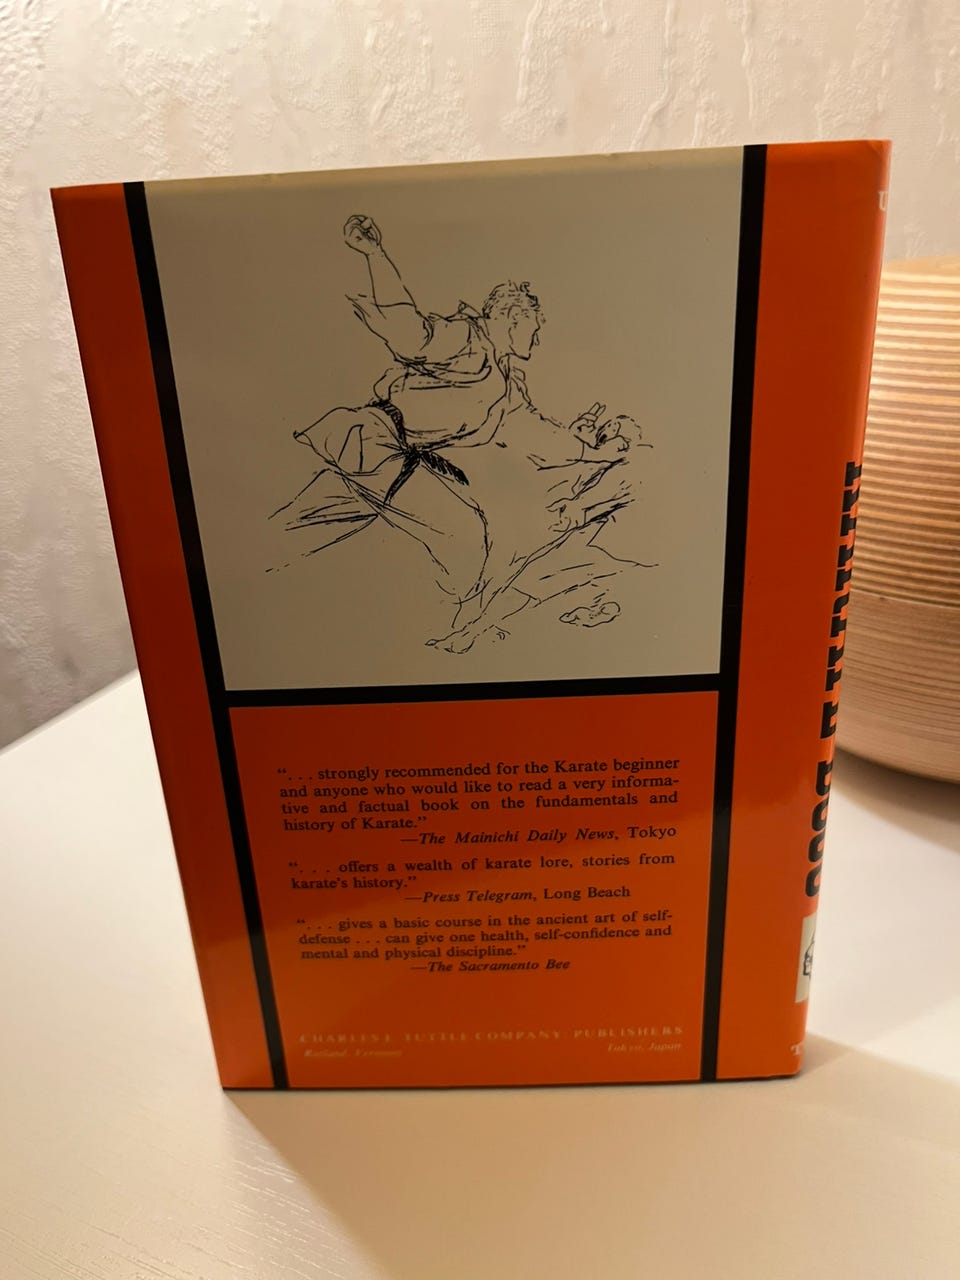 “. . . strongly recommended for the Karate beginner
and anyone who would like to read a very informa-
tive and factual book on the fundamentals and
history of Karate.”
—The Mainichi Daily News, Tokyo
“. . . offers a wealth of karate lore, stories from
karate's history.”
—Press Telegram, Long Beach
“. . . gives a basic course in the ancient art of self-
defense . . . can give one health, self-confidence and
mental and physical discipline.”
—The Sacramento Bee
CHARLES E. TUTTLE COMPANY: PUBLISHERS
Rutland, Vermont
Tokyo, Japan